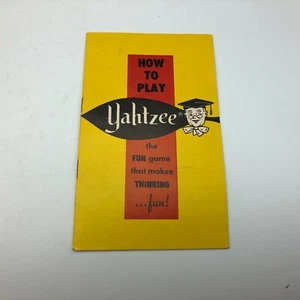 HOW
TO
PLAY
Yahtzee®
the
FUN game
that makes
THINKING
...fun!